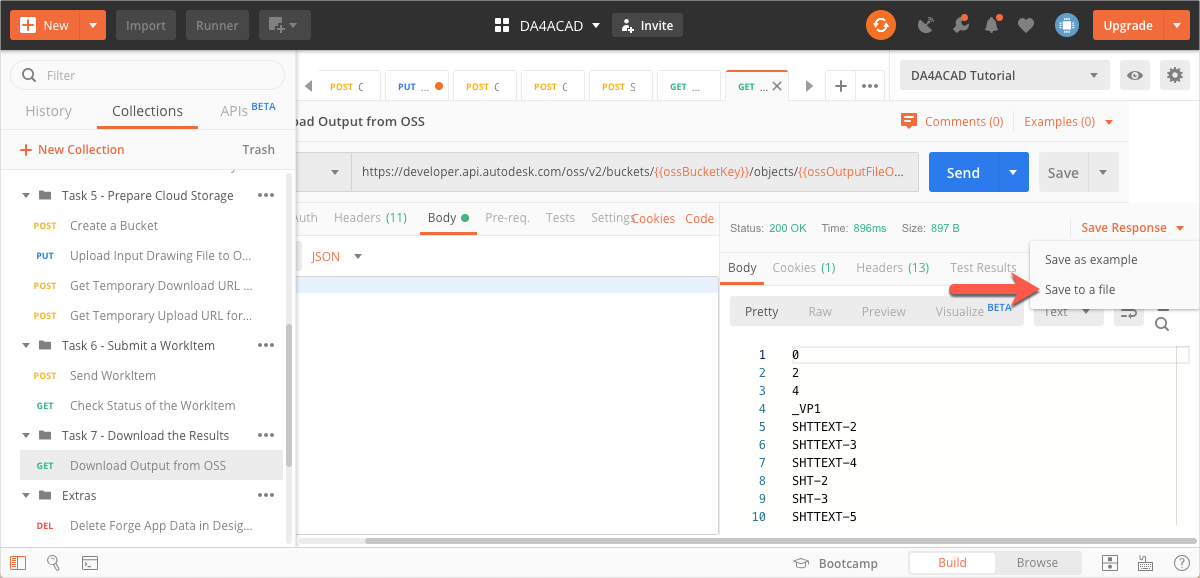 New
Import
Runner
DA4ACAD
Invite
Upgrade
Filter
History
Collections
APIs BETA
New Collection
Trash
Task 5 - Prepare Cloud Storage
POST Create a Bucket
PUT Upload Input Drawing File to O...
POST Get Temporary Download URL ...
POST Get Temporary Upload URL for...
Task 6 - Submit a WorkItem
POST Send WorkItem
GET Check Status of the WorkItem
Task 7 - Download the Results
GET Download Output from OSS
Extras
DEL Delete Forge App Data in Desig...
POST C
PUT ...
POST C
POST C
POST S
GET ...
GET ...
DA4ACAD Tutorial
oad Output from OSS
Comments (0)
Examples (0)
https://developer.api.autodesk.com/oss/v2/buckets/{{ossBucketKey}}/objects/{{ossOutputFileO...
Send
Save
uth
Headers (11)
Body
Pre-req.
Tests
Settings
Cookies
Code
JSON
Status: 200 OK
Time: 896ms
Size: 897 B
Save Response
Save as example
Save to a file
Body
Cookies (1)
Headers (13)
Test Results
Pretty
Raw
Preview
Visualize BETA
Text
1 0
2 2
3 4
4 _VP1
5 SHTTEXT-2
6 SHTTEXT-3
7 SHTTEXT-4
8 SHT-2
9 SHT-3
10 SHTTEXT-5
Bootcamp
Build
Browse